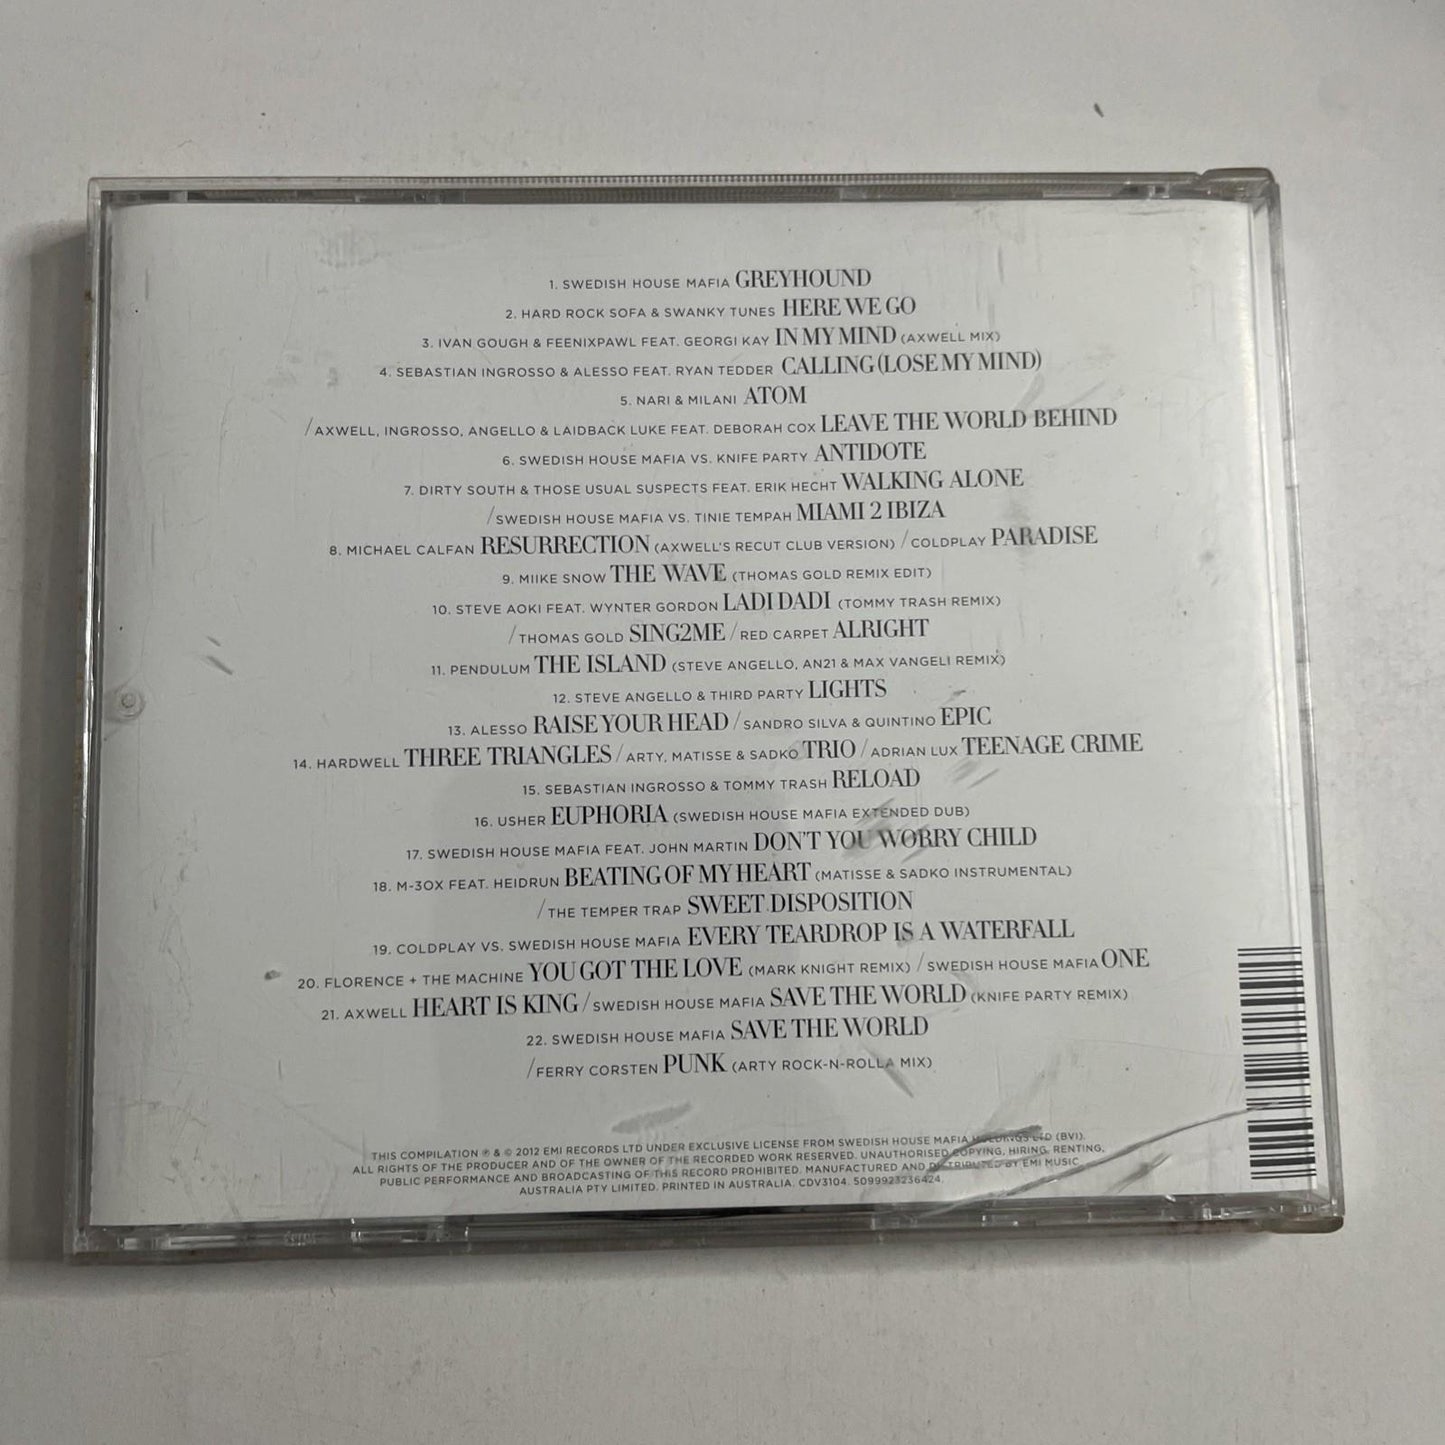 1. SWEDISH HOUSE MAFIA GREYHOUND
2. HARD ROCK SOFA & SWANKY TUNES HERE WE GO
3. IVAN GOUGH & FEENIXPAWL FEAT. GEORGI KAY IN MY MIND (AXWELL MIX)
4. SEBASTIAN INGROSSO & ALESSO FEAT. RYAN TEDDER CALLING (LOSE MY MIND)
5. NARI & MILANI ATOM
/AXWELL, INGROSSO, ANGELLO & LAIDBACK LUKE FEAT. DEBORAH COX LEAVE THE WORLD BEHIND
6. SWEDISH HOUSE MAFIA VS. KNIFE PARTY ANTIDOTE
7. DIRTY SOUTH & THOSE USUAL SUSPECTS FEAT. ERIK HECHT WALKING ALONE
/SWEDISH HOUSE MAFIA VS. TINIE TEMPAH MIAMI 2 IBIZA
8. MICHAEL CALFAN RESURRECTION (AXWELL'S RECUT CLUB VERSION) / COLDPLAY PARADISE
9. MIIKE SNOW THE WAVE (THOMAS GOLD REMIX EDIT)
10. STEVE AOKI FEAT. WYNTER GORDON LADI DADI (TOMMY TRASH REMIX)
/THOMAS GOLD SING2ME / RED CARPET ALRIGHT
11. PENDULUM THE ISLAND (STEVE ANGELLO, AN21 & MAX VANGELI REMIX)
12. STEVE ANGELLO & THIRD PARTY LIGHTS
13. ALESSO RAISE YOUR HEAD / SANDRO SILVA & QUINTINO EPIC
14. HARDWELL THREE TRIANGLES / ARTY, MATISSE & SADKO TRIO / ADRIAN LUX TEENAGE CRIME
15. SEBASTIAN INGROSSO & TOMMY TRASH RELOAD
16. USHER EUPHORIA (SWEDISH HOUSE MAFIA EXTENDED DUB)
17. SWEDISH HOUSE MAFIA FEAT. JOHN MARTIN DON'T YOU WORRY CHILD
18. M-3OX FEAT. HEIDRUN BEATING OF MY HEART (MATISSE & SADKO INSTRUMENTAL)
/THE TEMPER TRAP SWEET DISPOSITION
19. COLDPLAY VS. SWEDISH HOUSE MAFIA EVERY TEARDROP IS A WATERFALL
20. FLORENCE + THE MACHINE YOU GOT THE LOVE (MARK KNIGHT REMIX) / SWEDISH HOUSE MAFIA ONE
21. AXWELL HEART IS KING / SWEDISH HOUSE MAFIA SAVE THE WORLD (KNIFE PARTY REMIX)
22. SWEDISH HOUSE MAFIA SAVE THE WORLD
/FERRY CORSTEN PUNK (ARTY ROCK-N-ROLLA MIX)
THIS COMPILATION ℗ & © 2012 EMI RECORDS LTD UNDER EXCLUSIVE LICENSE FROM SWEDISH HOUSE MAFIA HOLDINGS LTD (BVI).
ALL RIGHTS OF THE PRODUCER AND OF THE OWNER OF THE RECORDED WORK RESERVED. UNAUTHORISED COPYING, HIRING, RENTING,
PUBLIC PERFORMANCE AND BROADCASTING OF THIS RECORD PROHIBITED. MANUFACTURED AND DISTRIBUTED BY EMI MUSIC
AUSTRALIA PTY LIMITED. PRINTED IN AUSTRALIA. CDV3104. 5099923236424.